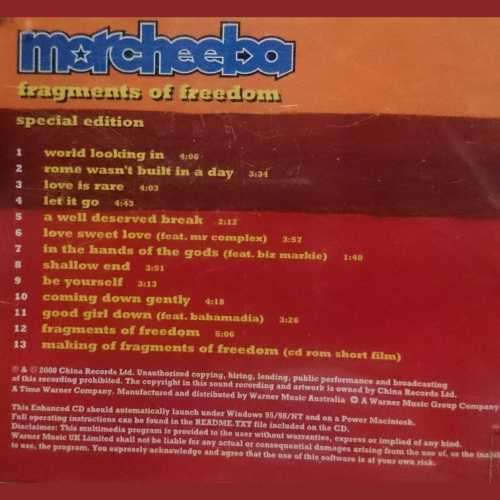 morcheeba
fragments of freedom
special edition
1 world looking in 4:06
2 rome wasn't built in a day 3:34
3 love is rare 4:03
4 let it go 4:43
5 a well deserved break 2:12
6 love sweet love (feat. mr complex) 3:57
7 in the hands of the gods (feat. biz markie) 1:40
8 shallow end 3:51
9 be yourself 3:13
10 coming down gently 4:18
11 good girl down (feat. bahamadia) 3:26
12 fragments of freedom 5:06
13 making of fragments of freedom (cd rom short film)
℗ & © 2000 China Records Ltd. Unauthorised copying, hiring, lending, public performance and broadcasting
of this recording prohibited. The copyright in this sound recording and artwork is owned by China Records Ltd.
A Time Warner Company. Manufactured and distributed by Warner Music Australia A Warner Music Group Company
This Enhanced CD should automatically launch under Windows 95/98/NT and on a Power Macintosh.
Full operating instructions can be found in the README.TXT file included on the CD.
Disclaimer: This multimedia program is provided to the user without warranties, express or implied of any kind.
Warner Music UK Limited shall not be liable for any actual or consequential damages arising from the use of, or the
to use, the program. You expressly acknowledge and agree that the use of this software is at your own risk.